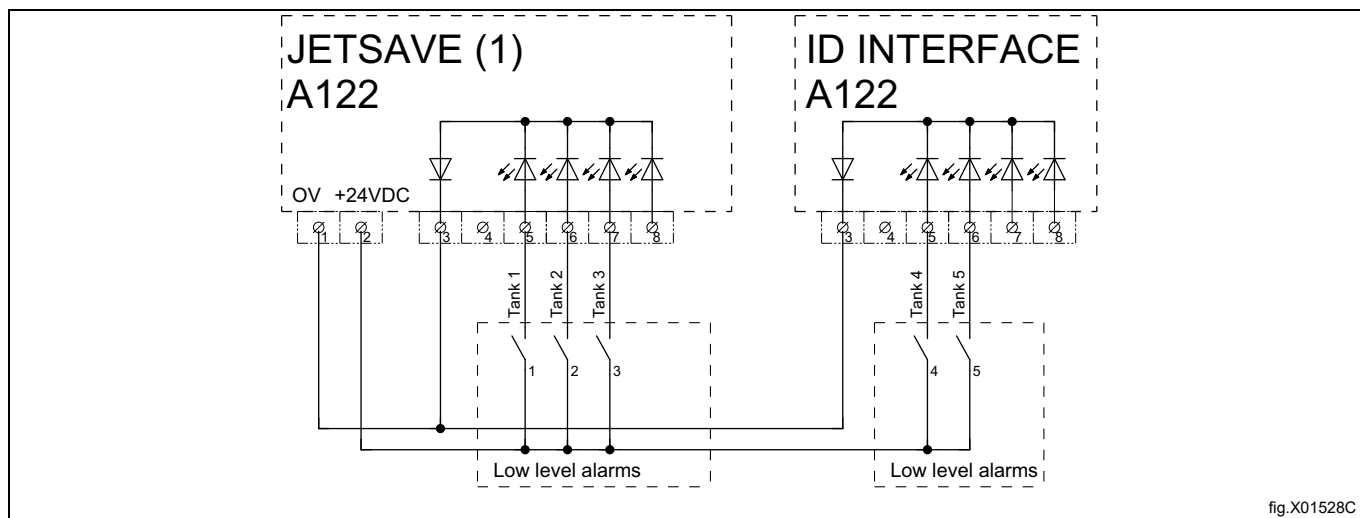 JETSAVE (1)
A122
OV +24VDC
1 2 3 4 5 6 7 8
Tank 1 Tank 2 Tank 3
1 2 3
Low level alarms
ID INTERFACE
A122
3 4 5 6 7 8
Tank 4 Tank 5
4 5
Low level alarms
fig.X01528C